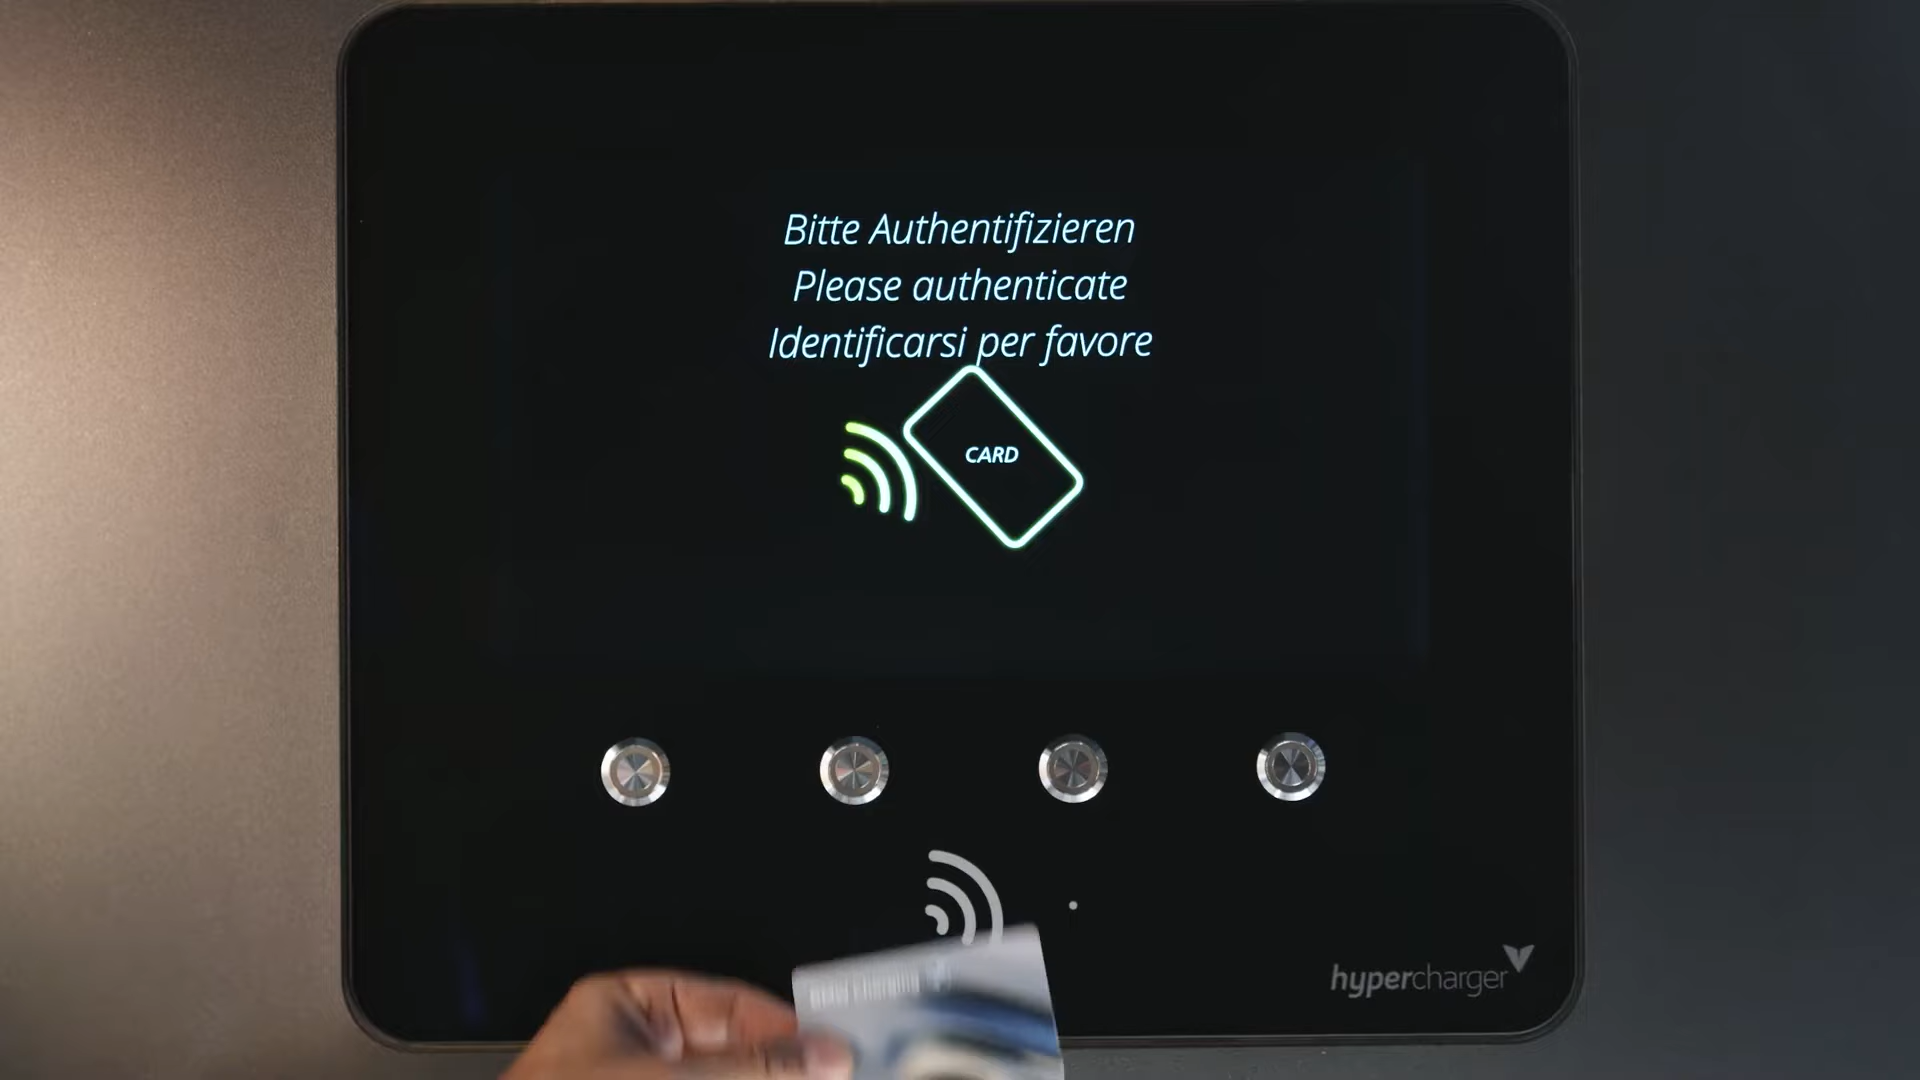 Bitte Authentifizieren
Please authenticate
Identificarsi per favore
CARD
hypercharger